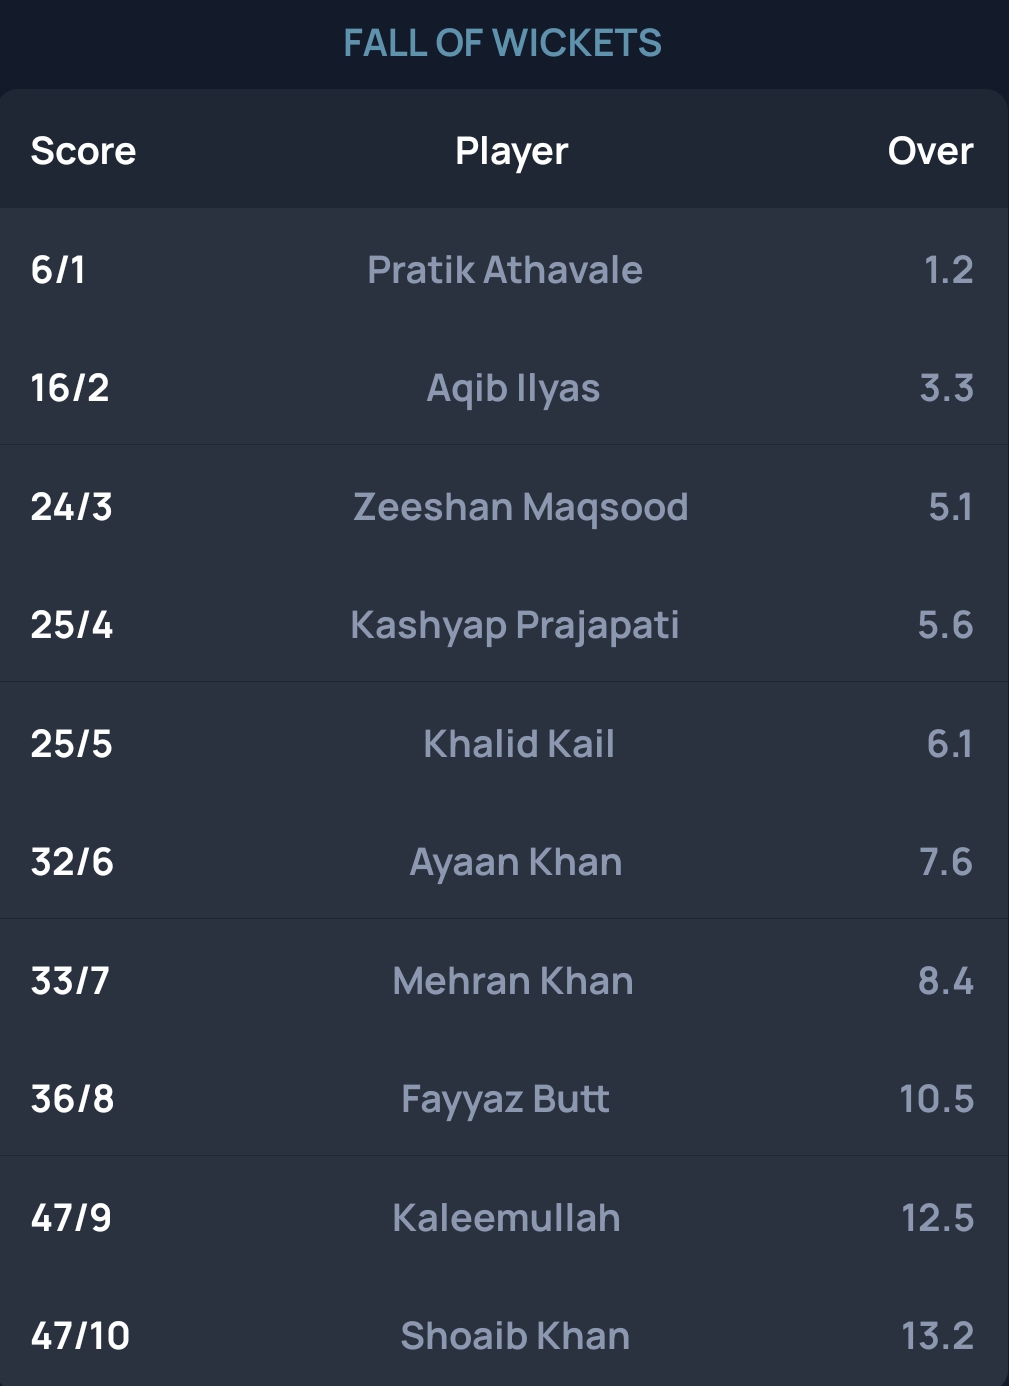 FALL OF WICKETS
Score Player Over
6/1 Pratik Athavale 1.2
16/2 Aqib Ilyas 3.3
24/3 Zeeshan Maqsood 5.1
25/4 Kashyap Prajapati 5.6
25/5 Khalid Kail 6.1
32/6 Ayaan Khan 7.6
33/7 Mehran Khan 8.4
36/8 Fayyaz Butt 10.5
47/9 Kaleemullah 12.5
47/10 Shoaib Khan 13.2